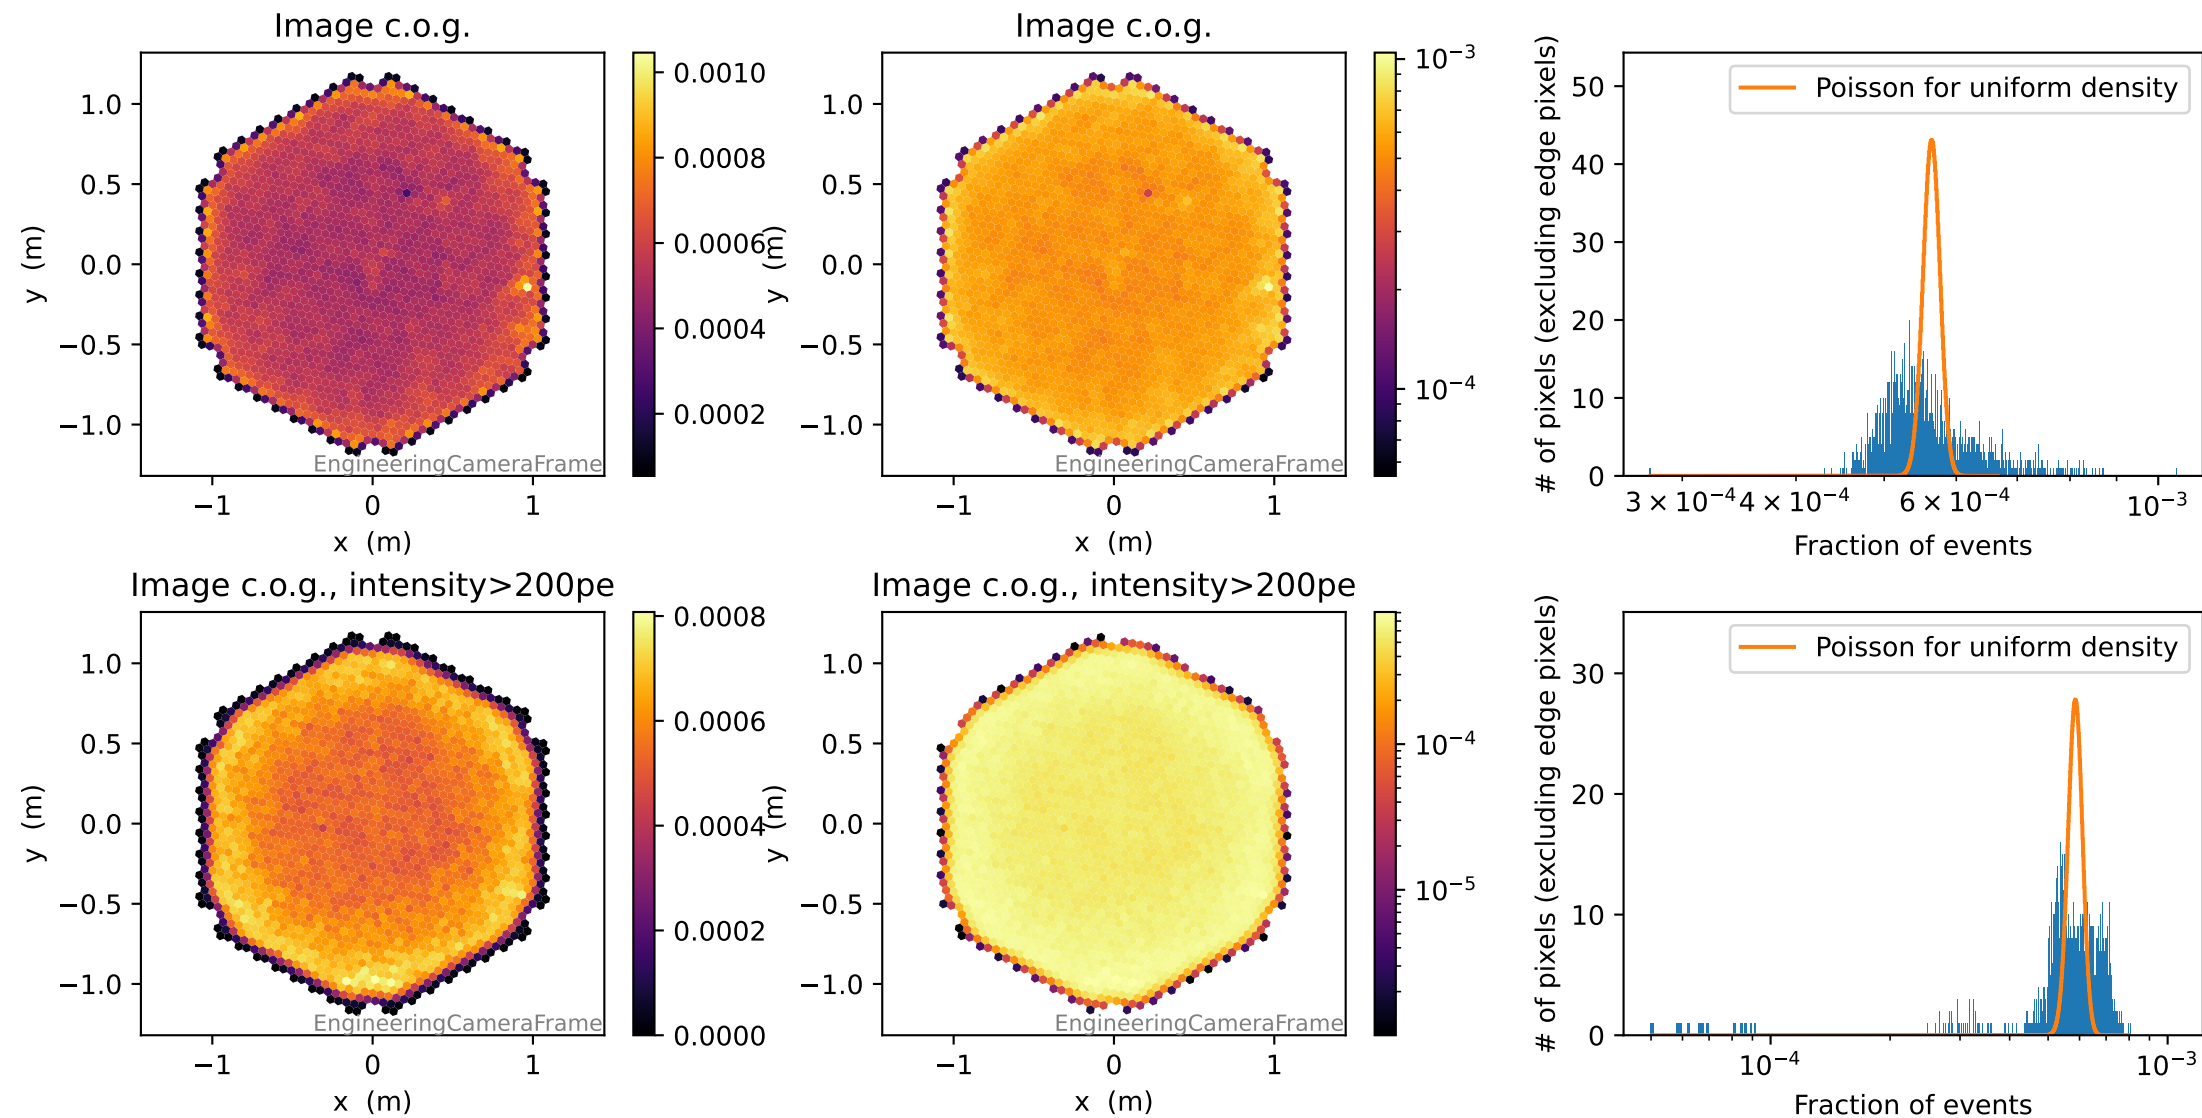 Image c.o.g.
1.0
0.5
0.0
−0.5
−1.0
y (m)
−1
0
1
x (m)
EngineeringCameraFrame
0.0010
0.0008
0.0006
0.0004
0.0002
Image c.o.g.
1.0
0.5
0.0
−0.5
−1.0
y (m)
−1
0
1
x (m)
EngineeringCameraFrame
10⁻³
10⁻⁴
Poisson for uniform density
50
40
30
20
10
0
# of pixels (excluding edge pixels)
3 × 10⁻⁴
4 × 10⁻⁴
6 × 10⁻⁴
10⁻³
Fraction of events
Image c.o.g., intensity>200pe
1.0
0.5
0.0
−0.5
−1.0
y (m)
−1
0
1
x (m)
EngineeringCameraFrame
0.0008
0.0006
0.0004
0.0002
0.0000
Image c.o.g., intensity>200pe
1.0
0.5
0.0
−0.5
−1.0
y (m)
−1
0
1
x (m)
EngineeringCameraFrame
10⁻⁴
10⁻⁵
Poisson for uniform density
30
20
10
0
# of pixels (excluding edge pixels)
10⁻⁴
10⁻³
Fraction of events